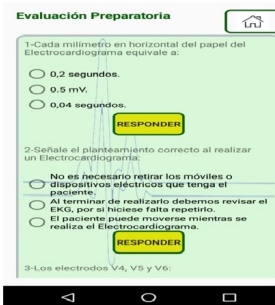 Evaluación Preparatoria
1-Cada milímetro en horizontal del papel del
Electrocardiograma equivale a:
0,2 segundos.
0.5 mV.
0,04 segundos.
RESPONDER
2-Señale el planteamiento correcto al realizar
un Electrocardiograma:
No es necesario retirar los móviles o
dispositivos eléctricos que tenga el
paciente.
Al terminar de realizarlo debemos revisar el
EKG, por si hiciese falta repetirlo.
El paciente puede moverse mientras se
realiza el Electrocardiograma.
RESPONDER
3-Los electrodos V4, V5 y V6: